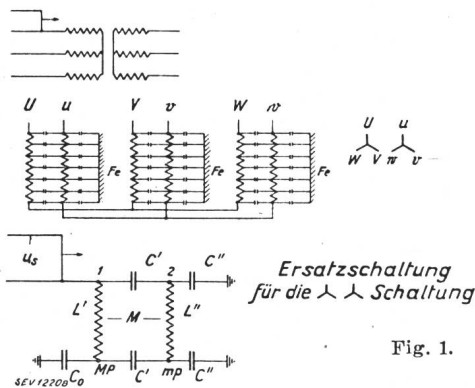 U u V v W w
U u
Fe Fe Fe
W V w v
u_s
1 C' 2 C''
L' M L''
Ersatzschaltung
für die ⅄ ⅄ Schaltung
Fig. 1.
C_0 MP C' mp C''
SEV 12208